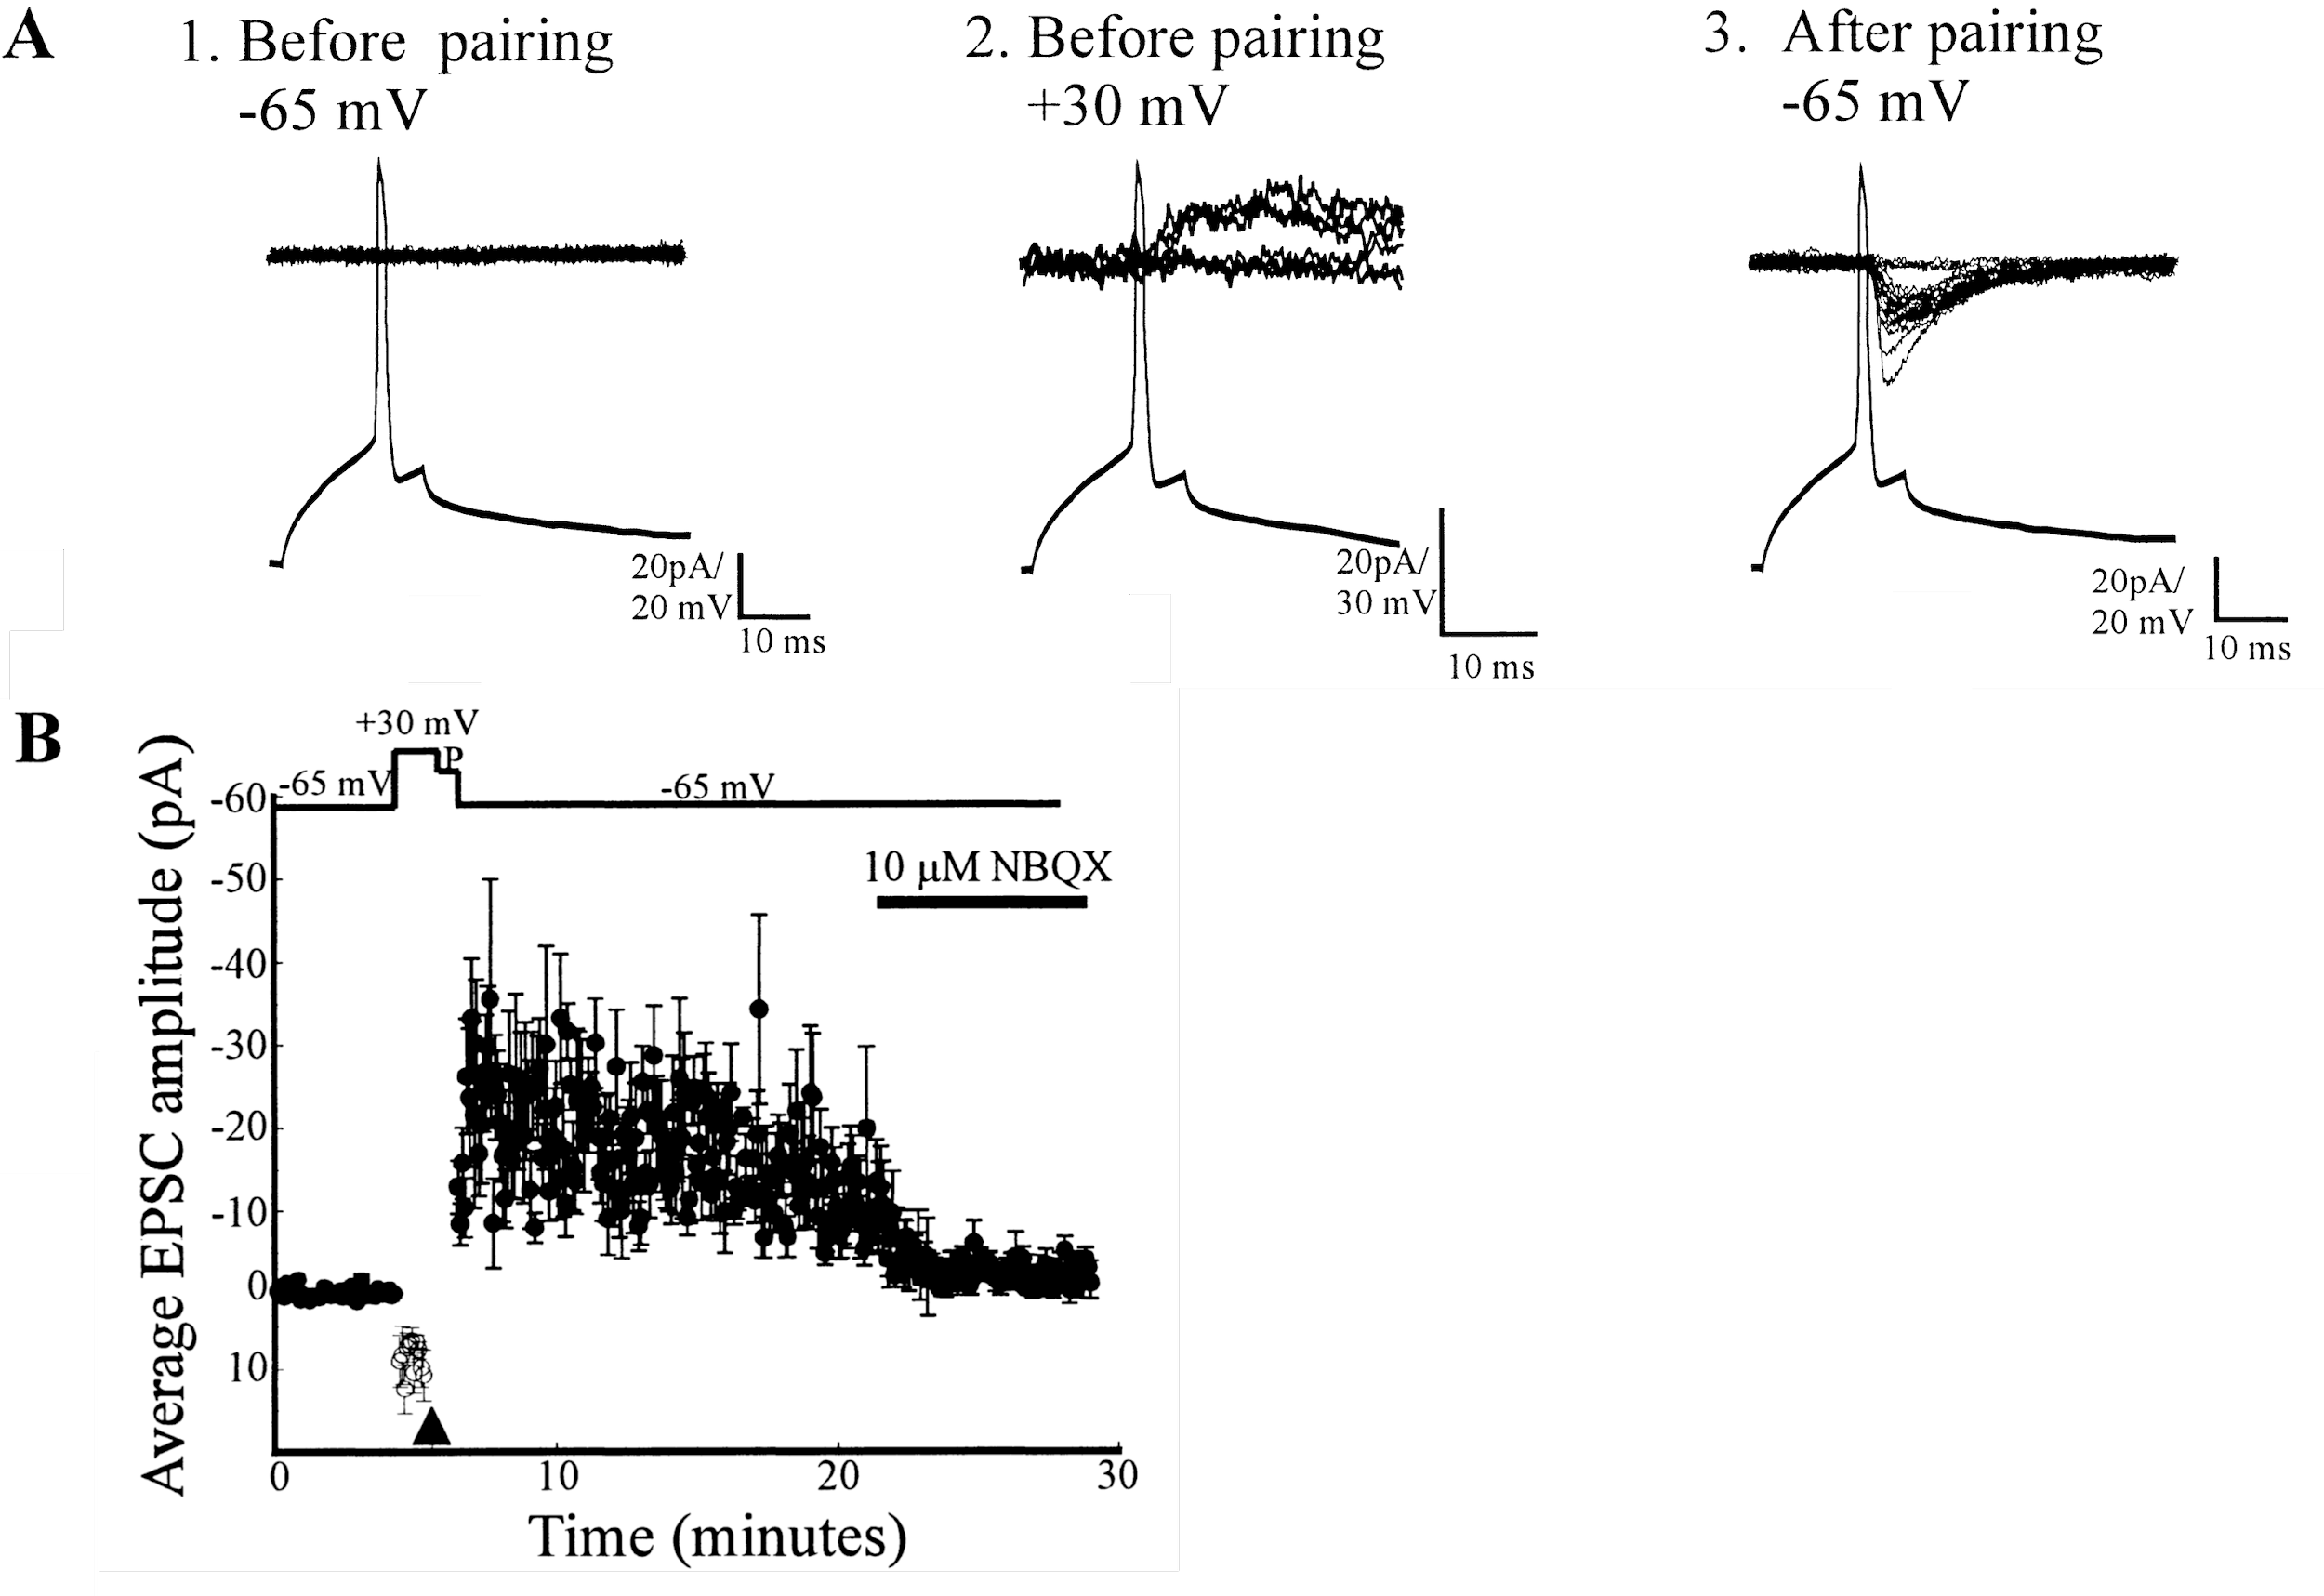 A
1. Before pairing
-65 mV
2. Before pairing
+30 mV
3. After pairing
-65 mV
20pA/
20 mV
10 ms
20pA/
30 mV
10 ms
20pA/
20 mV
10 ms
B
+30 mV
P
-65 mV
-65 mV
10 μM NBQX
Average EPSC amplitude (pA)
-60
-50
-40
-30
-20
-10
0
10
0
10
20
30
Time (minutes)